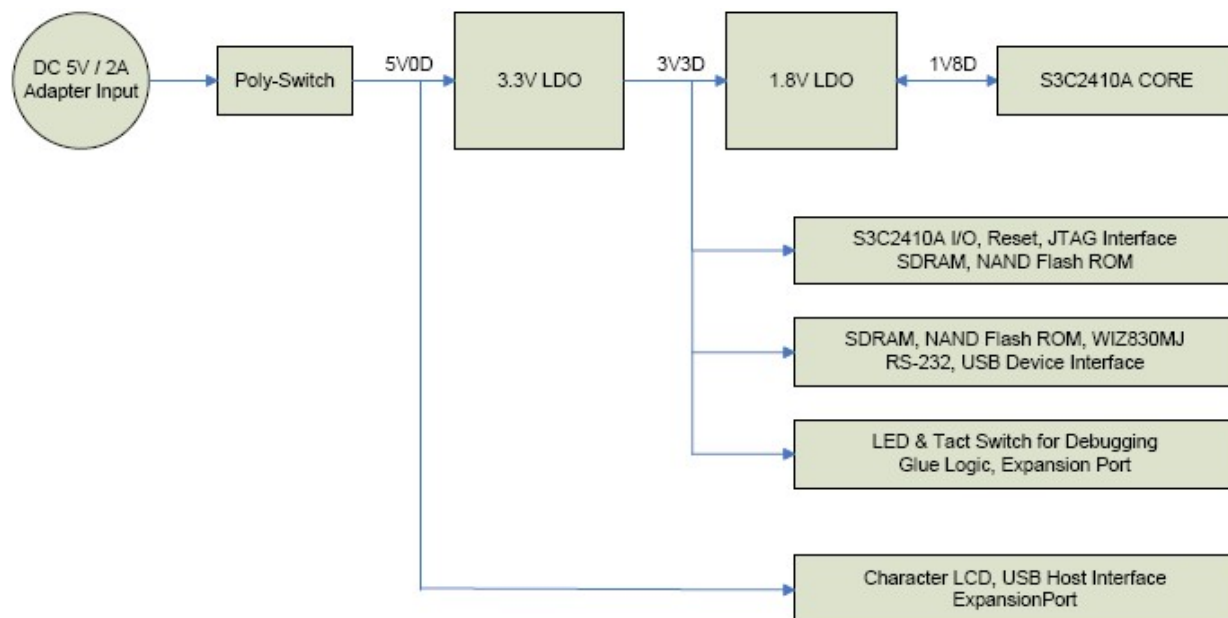 DC 5V / 2A
Adapter Input
Poly-Switch
5V0D
3.3V LDO
3V3D
1.8V LDO
1V8D
S3C2410A CORE
S3C2410A I/O, Reset, JTAG Interface
SDRAM, NAND Flash ROM
SDRAM, NAND Flash ROM, WIZ830MJ
RS-232, USB Device Interface
LED & Tact Switch for Debugging
Glue Logic, Expansion Port
Character LCD, USB Host Interface
ExpansionPort